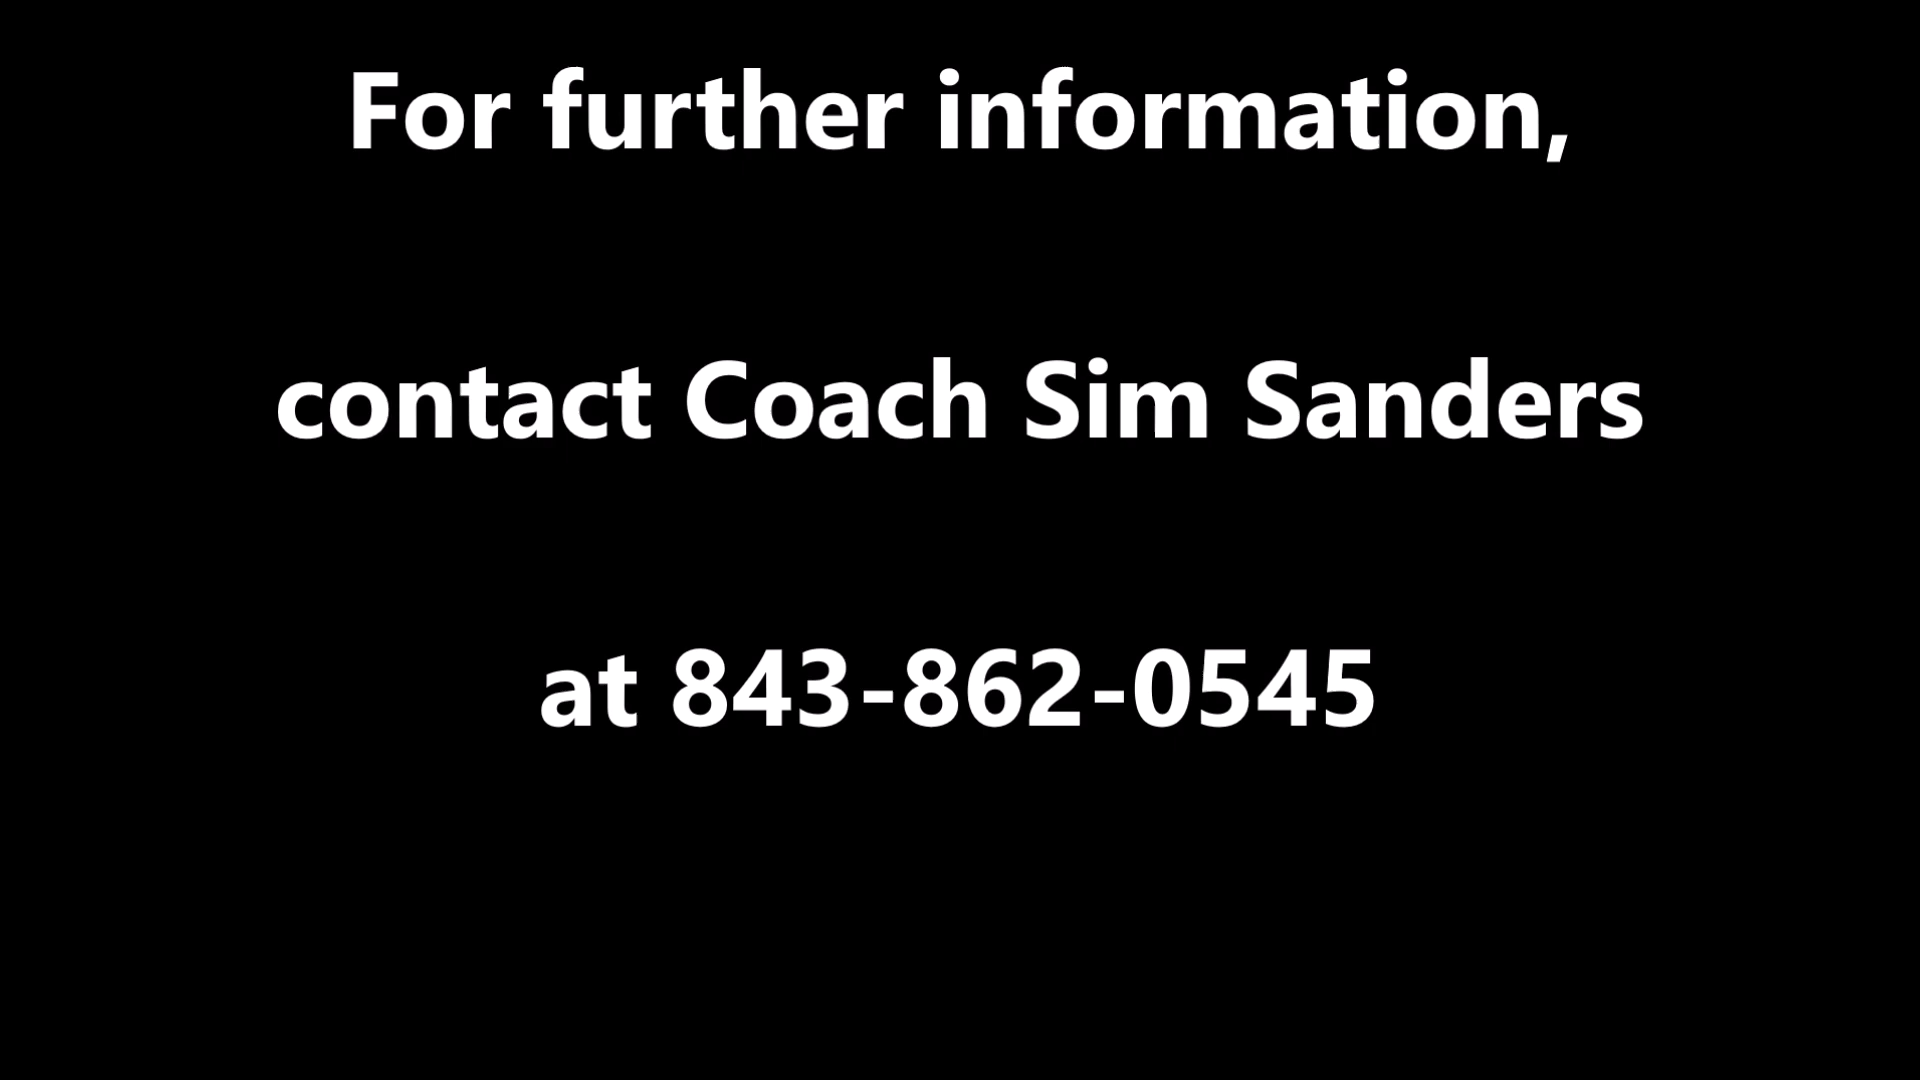 For further information,
contact Coach Sim Sanders
at 843-862-0545